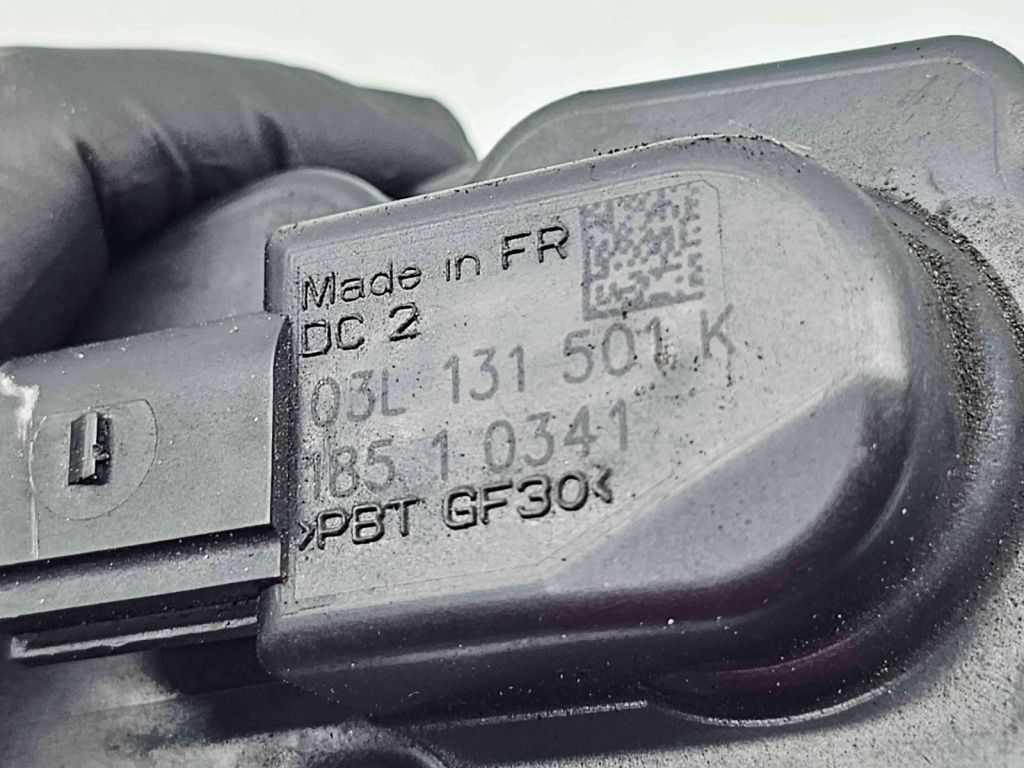 Made in FR
DC 2
03L 131 501 K
185 1 0341
>PBT GF30<